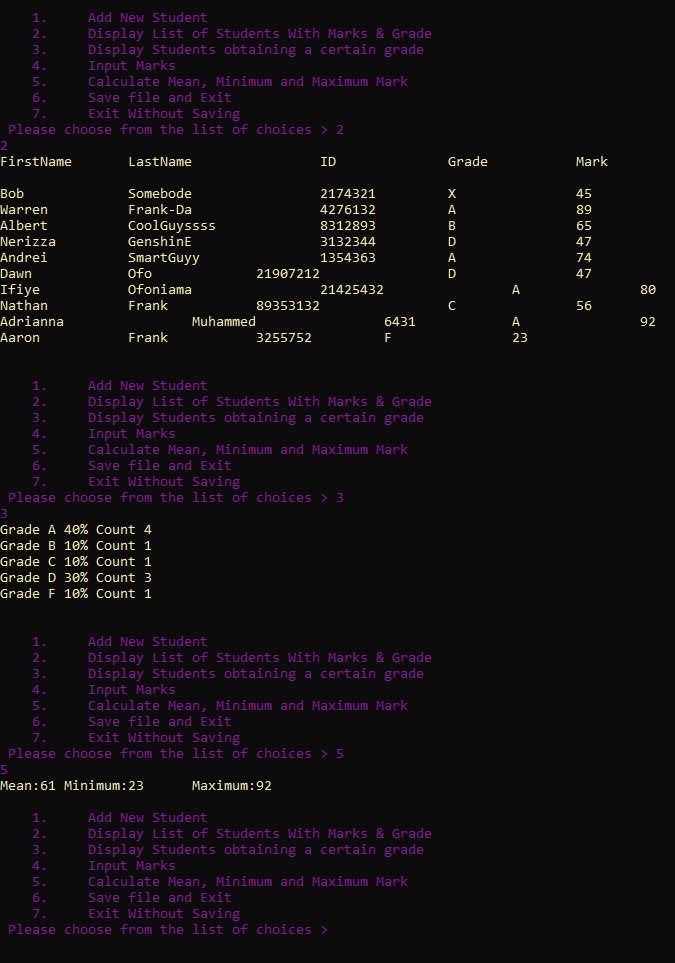 1. Add New Student
2. Display List of Students With Marks & Grade
3. Display Students obtaining a certain grade
4. Input Marks
5. Calculate Mean, Minimum and Maximum Mark
6. Save file and Exit
7. Exit Without Saving
Please choose from the list of choices > 2
2
FirstName LastName ID Grade Mark
Bob Somebode 2174321 X 45
Warren Frank-Da 4276132 A 89
Albert CoolGuyssss 8312893 B 65
Nerizza GenshinE 3132344 D 47
Andrei SmartGuyy 1354363 A 74
Dawn Ofo 21907212 D 47
Ifiye Ofoniama 21425432 A 80
Nathan Frank 89353132 C 56
Adrianna Muhammed 6431 A 92
Aaron Frank 3255752 F 23
1. Add New Student
2. Display List of Students With Marks & Grade
3. Display Students obtaining a certain grade
4. Input Marks
5. Calculate Mean, Minimum and Maximum Mark
6. Save file and Exit
7. Exit Without Saving
Please choose from the list of choices > 3
3
Grade A 40% Count 4
Grade B 10% Count 1
Grade C 10% Count 1
Grade D 30% Count 3
Grade F 10% Count 1
1. Add New Student
2. Display List of Students With Marks & Grade
3. Display Students obtaining a certain grade
4. Input Marks
5. Calculate Mean, Minimum and Maximum Mark
6. Save file and Exit
7. Exit Without Saving
Please choose from the list of choices > 5
5
Mean:61 Minimum:23 Maximum:92
1. Add New Student
2. Display List of Students With Marks & Grade
3. Display Students obtaining a certain grade
4. Input Marks
5. Calculate Mean, Minimum and Maximum Mark
6. Save file and Exit
7. Exit Without Saving
Please choose from the list of choices >